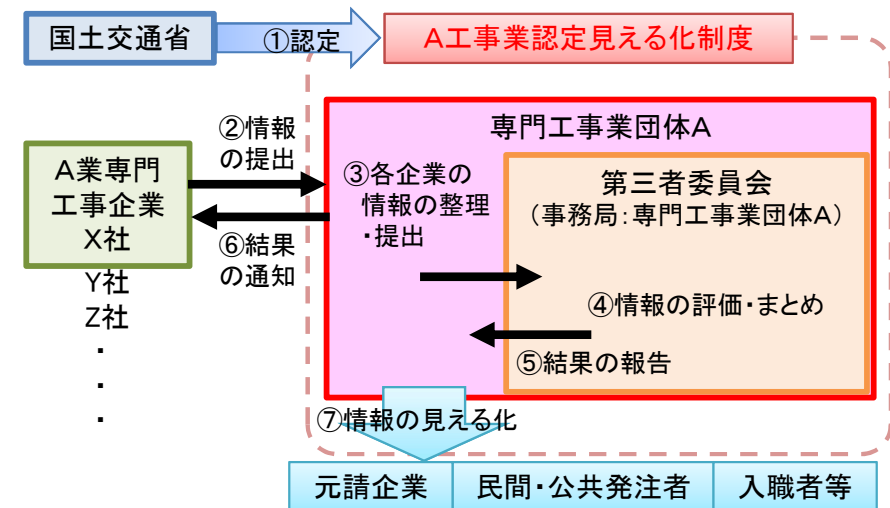 国土交通省
①認定
A工事業認定見える化制度
専門工事業団体A
②情報
の提出
A業専門
工事企業
X社
Y社
Z社
・
・
・
③各企業の
情報の整理
・提出
第三者委員会
（事務局：専門工事業団体A）
⑥結果
の通知
④情報の評価・まとめ
⑤結果の報告
⑦情報の見える化
元請企業
民間・公共発注者
入職者等